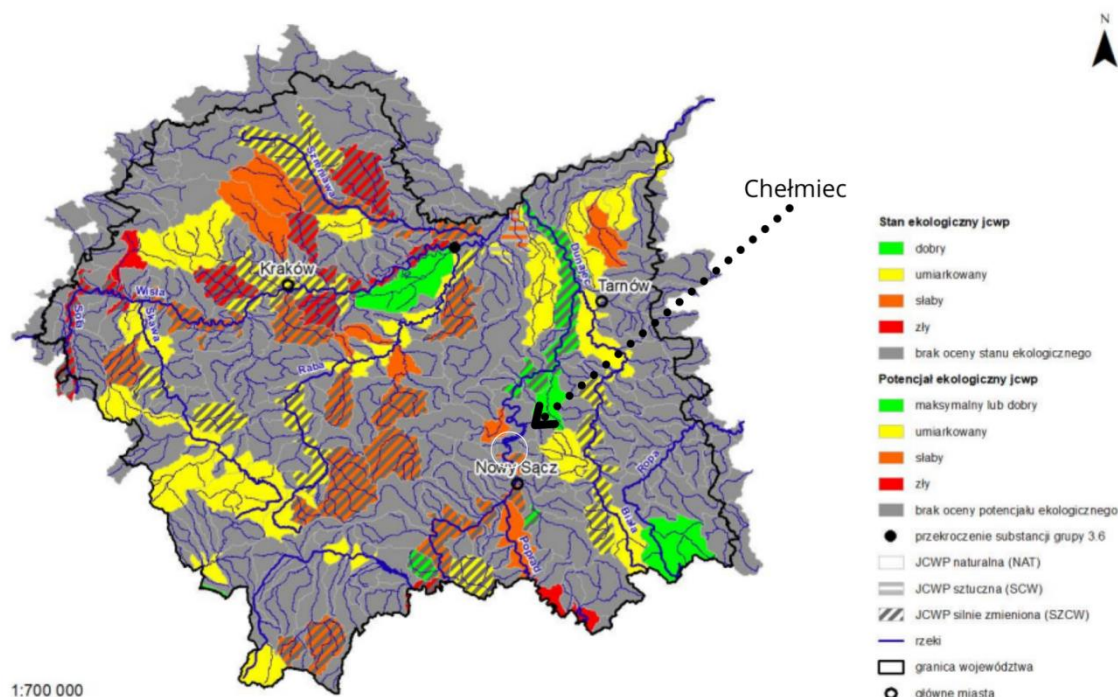 N
Chełmiec
Szreniawa
Kraków
Wisła
Soła
Skawa
Raba
Dunajec
Tarnów
Nowy Sącz
Poprad
Biała
Ropa
Stan ekologiczny jcwp
dobry
umiarkowany
słaby
zły
brak oceny stanu ekologicznego
Potencjał ekologiczny jcwp
maksymalny lub dobry
umiarkowany
słaby
zły
brak oceny potencjału ekologicznego
przekroczenie substancji grupy 3.6
JCWP naturalna (NAT)
JCWP sztuczna (SCW)
JCWP silnie zmieniona (SZCW)
rzeki
granica województwa
główne miasta
1:700 000